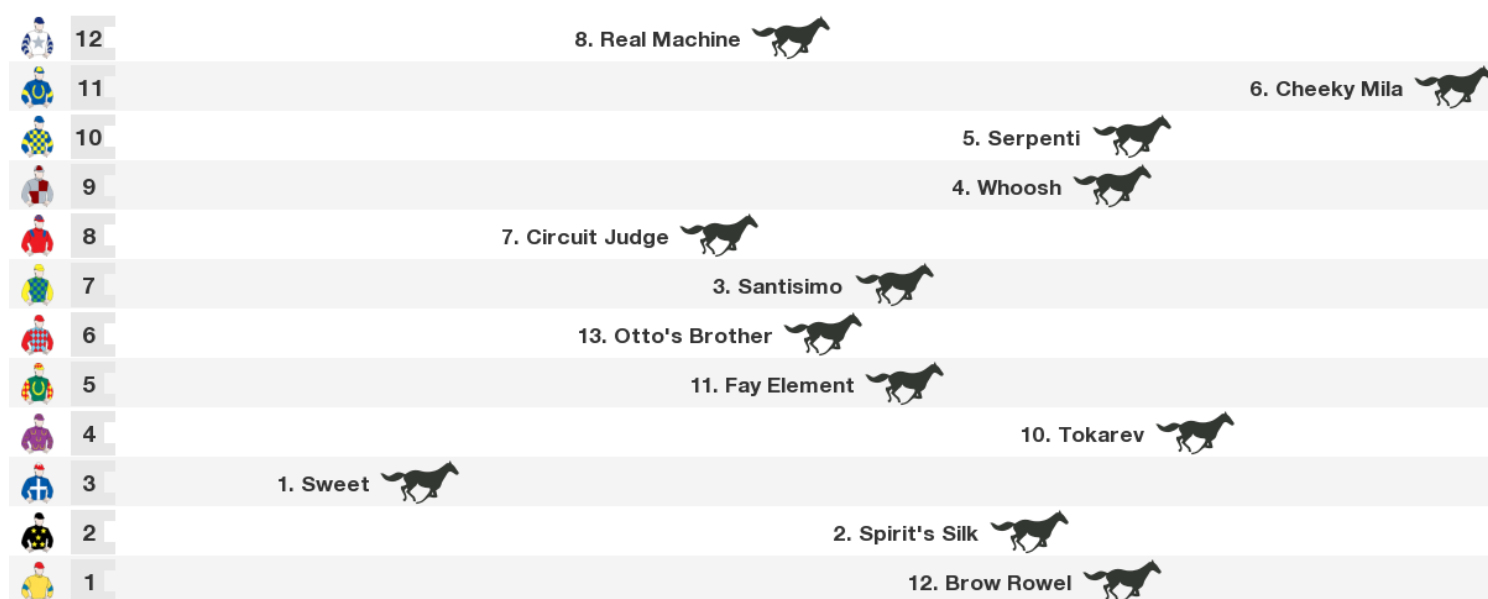 12 8. Real Machine
11 6. Cheeky Mila
10 5. Serpenti
9 4. Whoosh
8 7. Circuit Judge
7 3. Santisimo
6 13. Otto's Brother
5 11. Fay Element
4 10. Tokarev
3 1. Sweet
2 2. Spirit's Silk
1 12. Brow Rowel